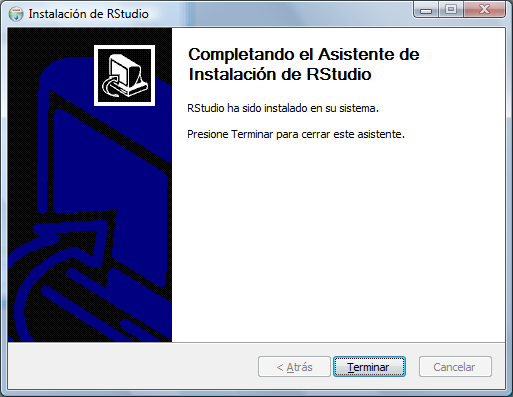 Instalación de RStudio
Completando el Asistente de
Instalación de RStudio
RStudio ha sido instalado en su sistema.
Presione Terminar para cerrar este asistente.
< Atrás
Terminar
Cancelar